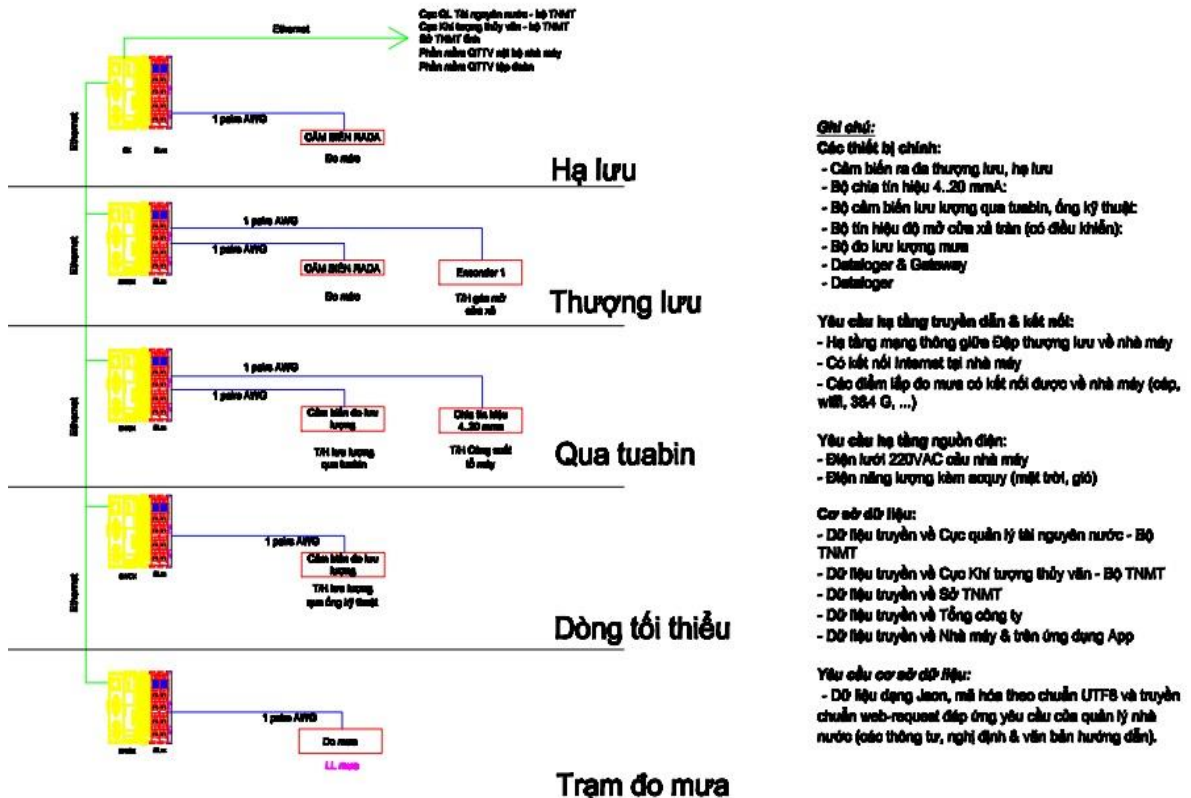 Ethernet
Cục QL Tài nguyên nước - bộ TNMT
Cục Khí tượng thủy văn - bộ TNMT
Sở TNMT tỉnh
Phần mềm QTTV nội bộ nhà máy
Phần mềm QTTV tập đoàn
Ethernet
1 paire AWG
CẢM BIẾN RADA
Đo mức
Hạ lưu
Ethernet
1 paire AWG
1 paire AWG
CẢM BIẾN RADA
Đo mức
Enconder 1
T/H góc mở
cửa xả
Thượng lưu
Ethernet
1 paire AWG
1 paire AWG
Cảm biến đo lưu
lượng
T/H lưu lượng
qua tuabin
Chia tín hiệu
4..20 mma
T/H Công suất
tổ máy
Qua tuabin
Ethernet
1 paire AWG
Cảm biến đo lưu
lượng
T/H lưu lượng
qua ống kỹ thuật
Dòng tối thiểu
1 paire AWG
Đo mưa
LL mưa
Trạm đo mưa
Ghi chú:
Các thiết bị chính:
- Cảm biến ra đa thượng lưu, hạ lưu
- Bộ chia tín hiệu 4..20 mmA:
- Bộ cảm biến lưu lượng qua tuabin, ống kỹ thuật:
- Bộ tín hiệu độ mở cửa xả tràn (có điều khiển):
- Bộ đo lưu lượng mưa
- Dataloger & Gateway
- Dataloger
Yêu cầu hạ tầng truyền dẫn & kết nối:
- Hạ tầng mạng thông giữa Đập thượng lưu về nhà máy
- Có kết nối Internet tại nhà máy
- Các điểm lắp đo mưa có kết nối được về nhà máy (cáp,
wifi, 3&4 G, ...)
Yêu cầu hạ tầng nguồn điện:
- Điện lưới 220VAC cảu nhà máy
- Điện năng lượng kèm acquy (mặt trời, gió)
Cơ sở dữ liệu:
- Dữ liệu truyền về Cục quản lý tài nguyên nước - Bộ
TNMT
- Dữ liệu truyền về Cục Khí tượng thủy văn - Bộ TNMT
- Dữ liệu truyền về Sở TNMT
- Dữ liệu truyền về Tổng công ty
- Dữ liệu truyền về Nhà máy & trên ứng dụng App
Yêu cầu cơ sở dữ liệu:
- Dữ liệu dạng Json, mã hóa theo chuẩn UTF8 và truyền
chuẩn web-request đáp ứng yêu cầu của quản lý nhà
nước (các thông tư, nghị định & văn bản hướng dẫn).